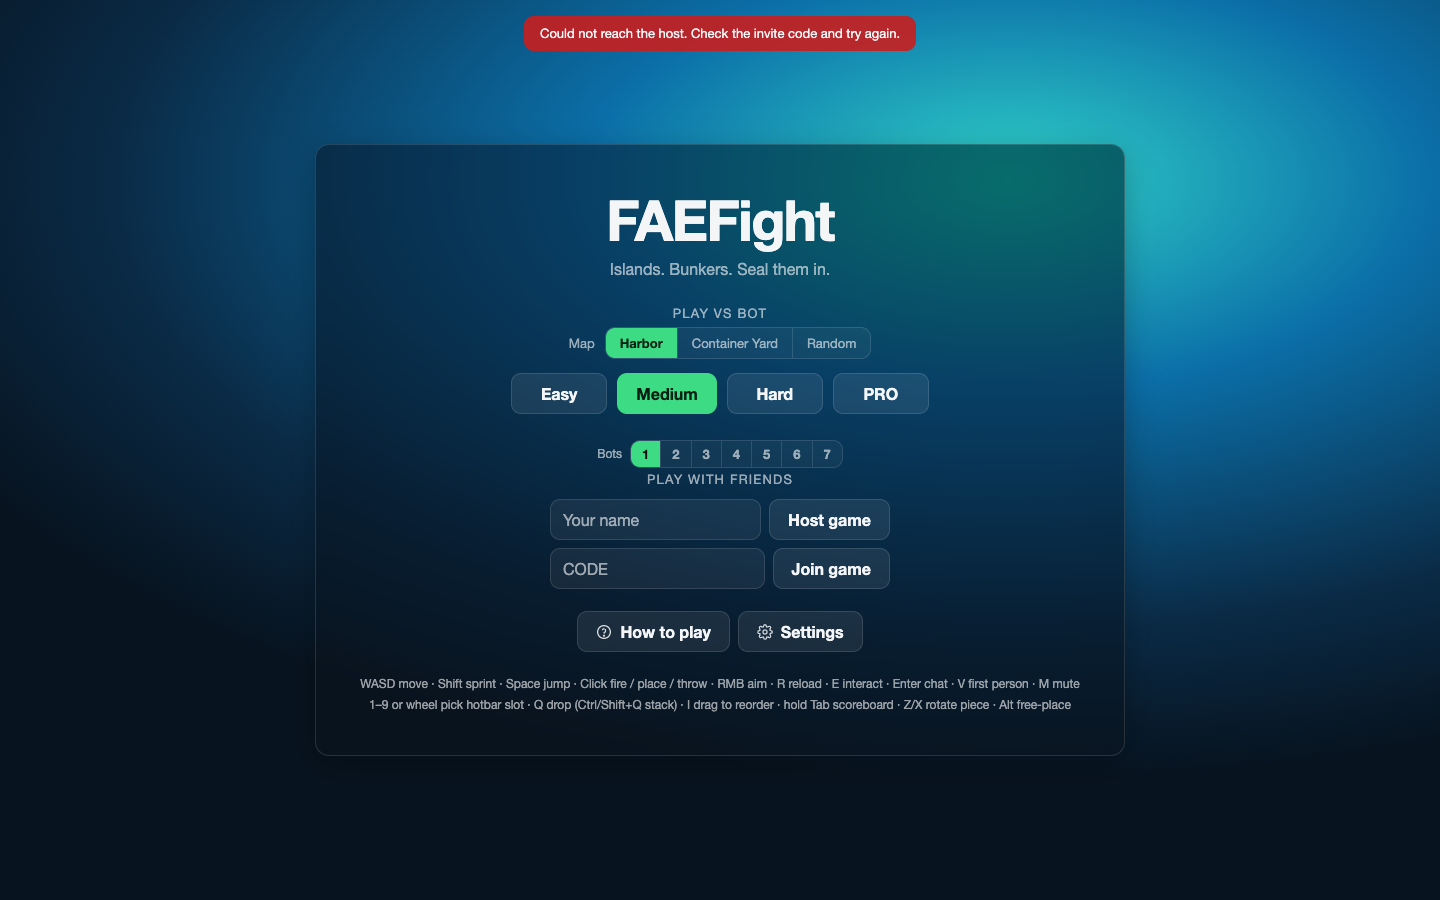 Could not reach the host. Check the invite code and try again.
FAEFight
Islands. Bunkers. Seal them in.
PLAY VS BOT
Map Harbor Container Yard Random
Easy Medium Hard PRO
Bots 1 2 3 4 5 6 7
PLAY WITH FRIENDS
Your name Host game
CODE Join game
How to play Settings
WASD move · Shift sprint · Space jump · Click fire / place / throw · RMB aim · R reload · E interact · Enter chat · V first person · M mute
1–9 or wheel pick hotbar slot · Q drop (Ctrl/Shift+Q stack) · I drag to reorder · hold Tab scoreboard · Z/X rotate piece · Alt free-place